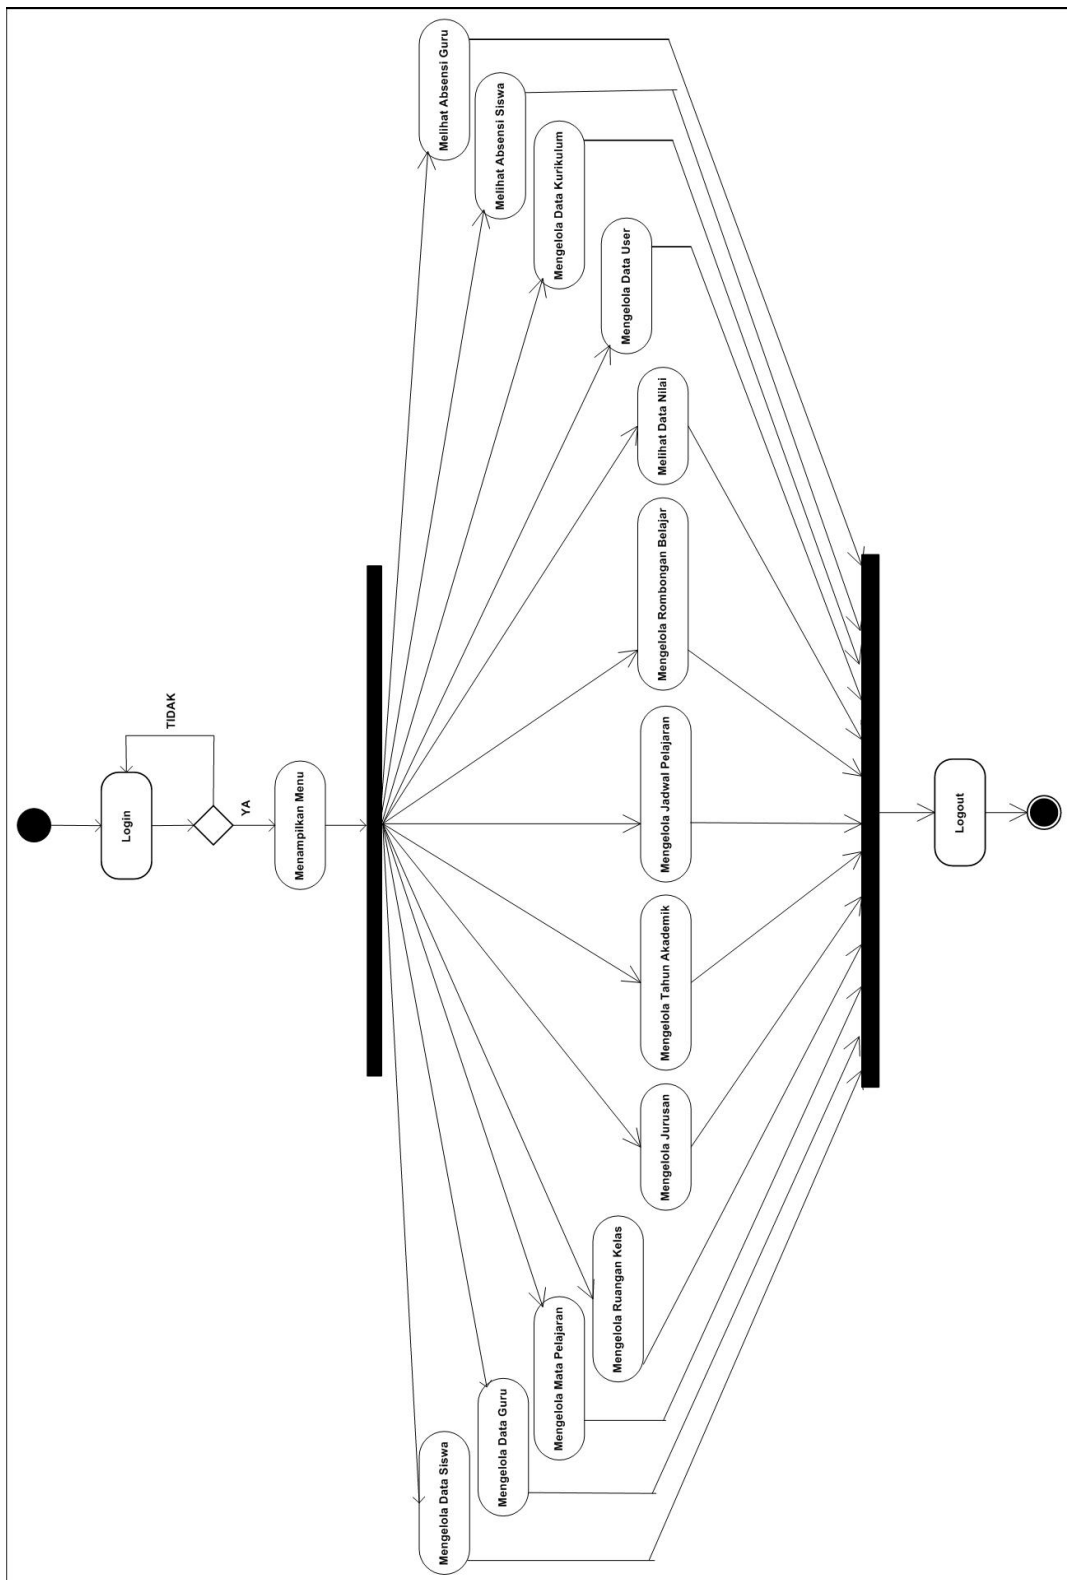 Login
TIDAK
YA
Menampilkan Menu
Mengelola Data Siswa
Mengelola Data Guru
Mengelola Mata Pelajaran
Mengelola Ruangan Kelas
Mengelola Jurusan
Mengelola Tahun Akademik
Mengelola Jadwal Pelajaran
Mengelola Rombongan Belajar
Melihat Data Nilai
Mengelola Data User
Mengelola Data Kurikulum
Melihat Absensi Siswa
Melihat Absensi Guru
Logout